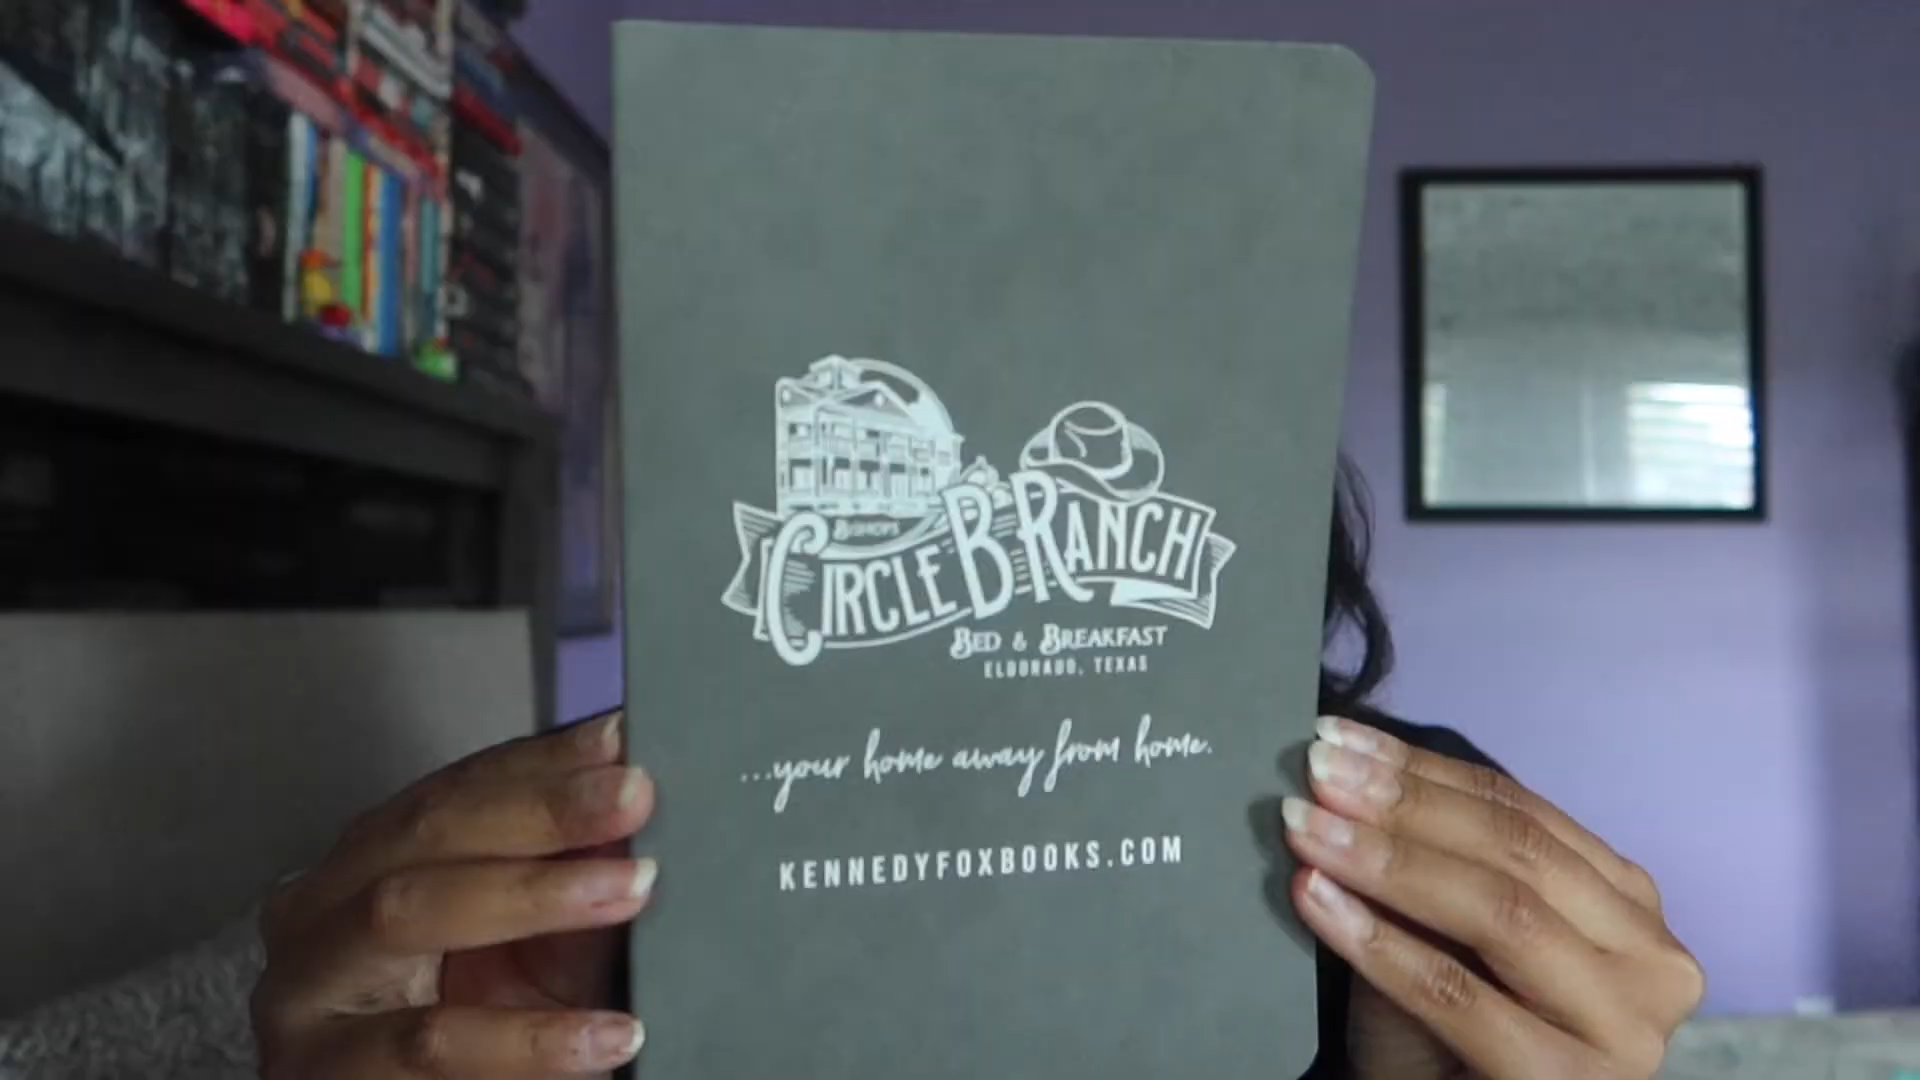 BISHOP'S
CIRCLE B RANCH
BED & BREAKFAST
ELDORADO, TEXAS
...your home away from home.
KENNEDYFOXBOOKS.COM